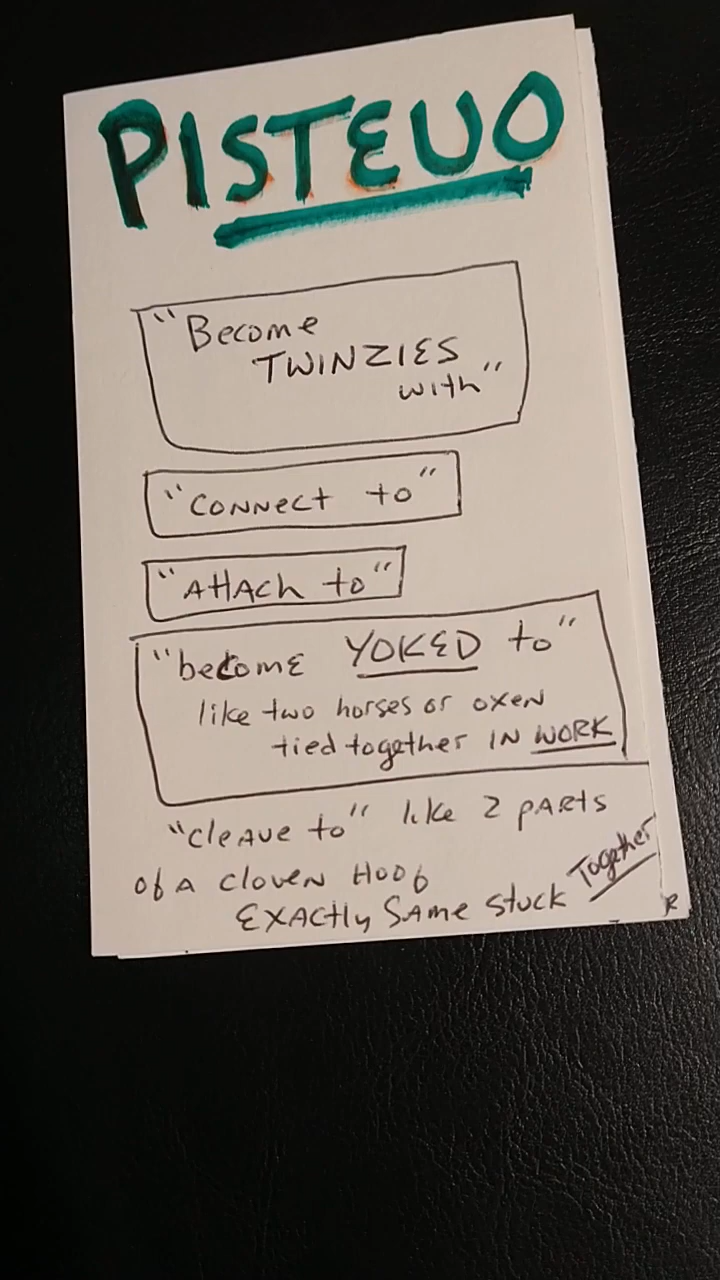 PISTEUO
"Become
TWINZIES
with"
"CONNECT to"
"AttAch to"
"become YOKED to"
like two horses or oxen
tied together IN WORK
"cleave to" like 2 parts
of a cloven Hoof
EXActly SAme stuck Together
R